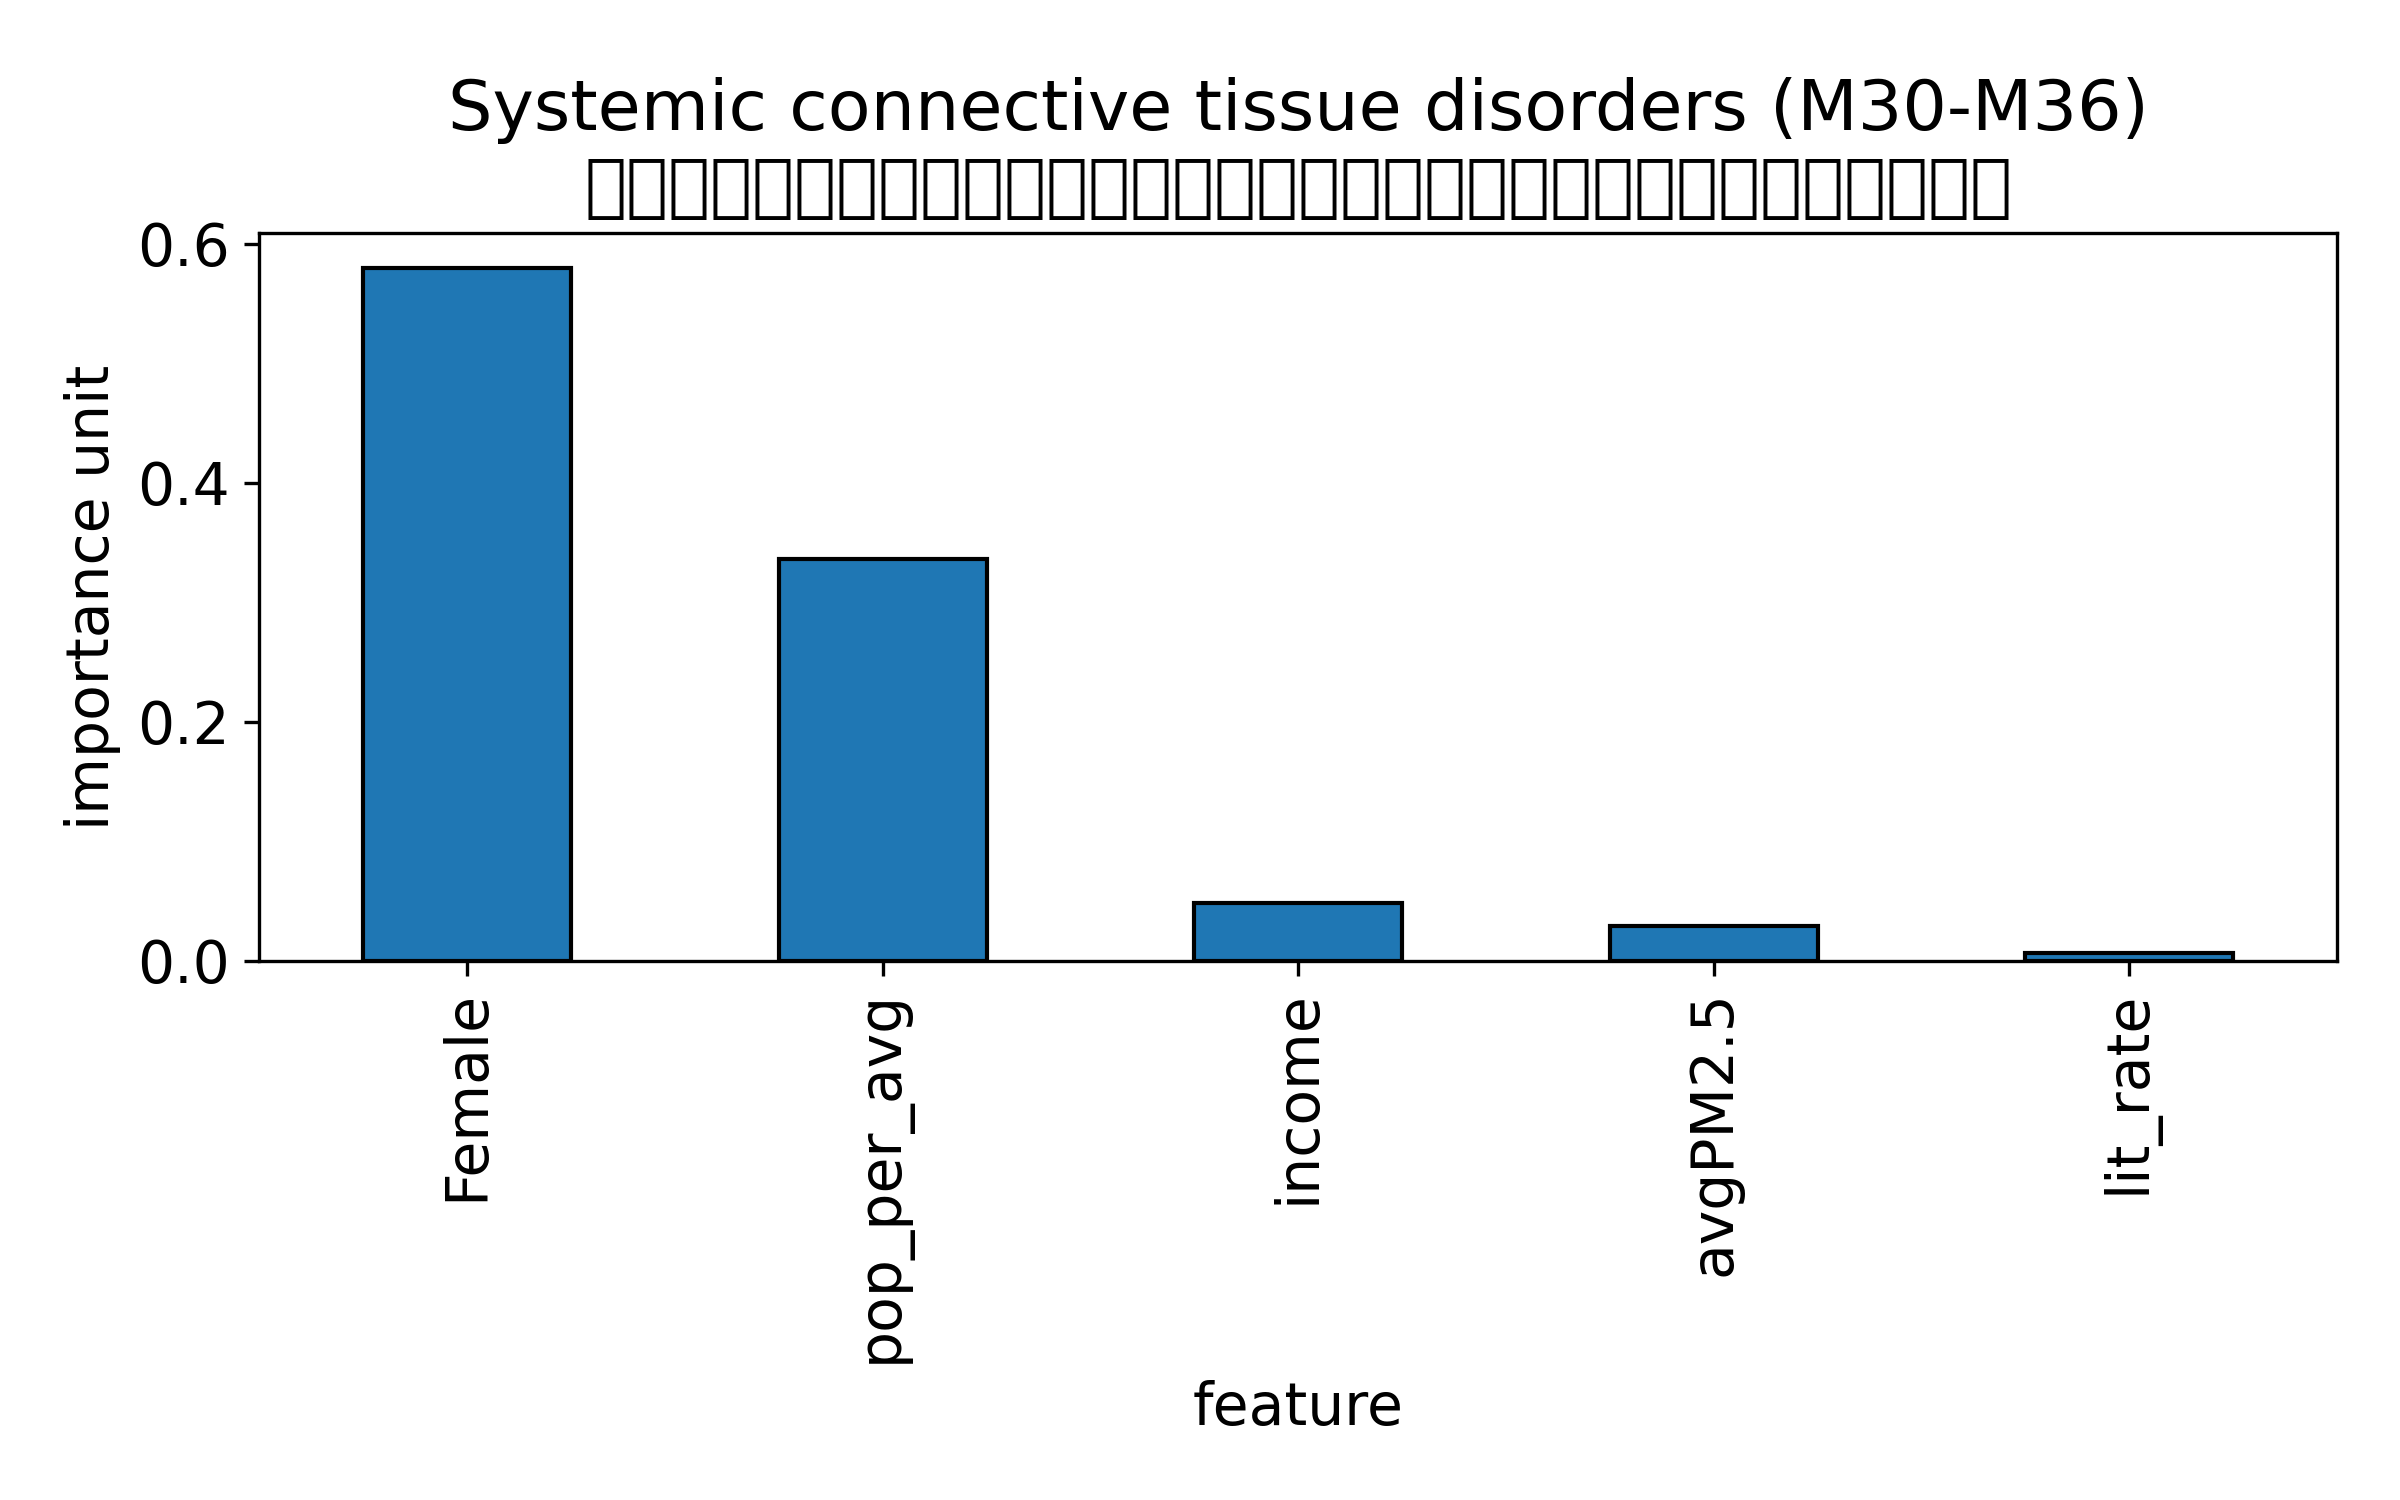 Systemic connective tissue disorders (M30-M36)
0.6
0.4
0.2
0.0
importance unit
Female
pop_per_avg
income
avgPM2.5
lit_rate
feature